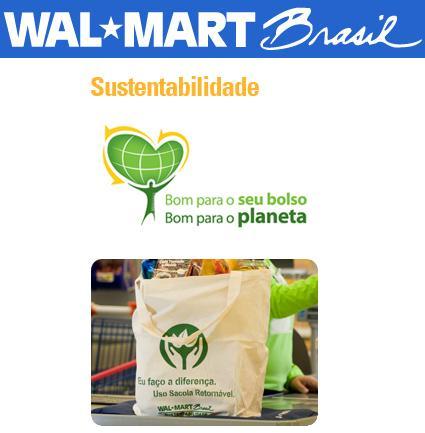 WAL★MART Brasil
Sustentabilidade
Bom para o seu bolso
Bom para o planeta
Eu faço a diferença.
Uso Sacola Retornável.
WAL★MART Brasil